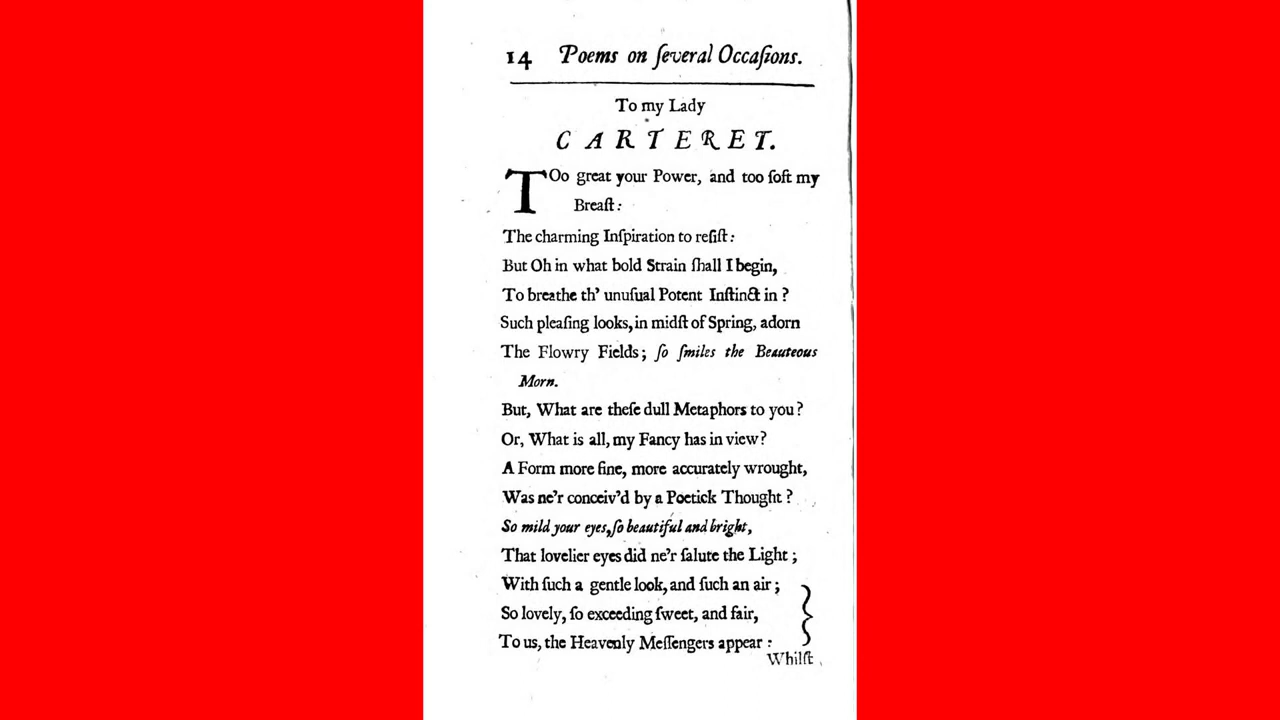 14 Poems on ſeveral Occaſions.
To my Lady
CARTERET.
TOo great your Power, and too ſoft my
Breaſt:
The charming Inſpiration to reſiſt:
But Oh in what bold Strain ſhall I begin,
To breathe th' unuſual Potent Inſtinct in?
Such pleaſing looks, in midſt of Spring, adorn
The Flowry Fields; ſo ſmiles the Beauteous
Morn.
But, What are theſe dull Metaphors to you?
Or, What is all, my Fancy has in view?
A Form more fine, more accurately wrought,
Was ne'r conceiv'd by a Poetick Thought?
So mild your eyes, ſo beautiful and bright,
That lovelier eyes did ne'r ſalute the Light;
With ſuch a gentle look, and ſuch an air;
So lovely, ſo exceeding ſweet, and fair,
To us, the Heavenly Meſſengers appear:
Whilſt